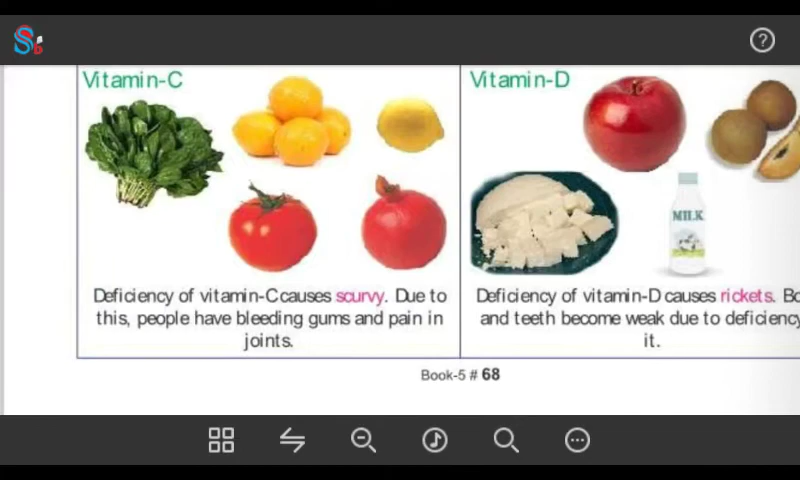 Vitamin-C
Deficiency of vitamin-C causes scurvy. Due to
this, people have bleeding gums and pain in
joints.
Vitamin-D
MILK
Deficiency of vitamin-D causes rickets. Bo
and teeth become weak due to deficiency
it.
Book-5 # 68